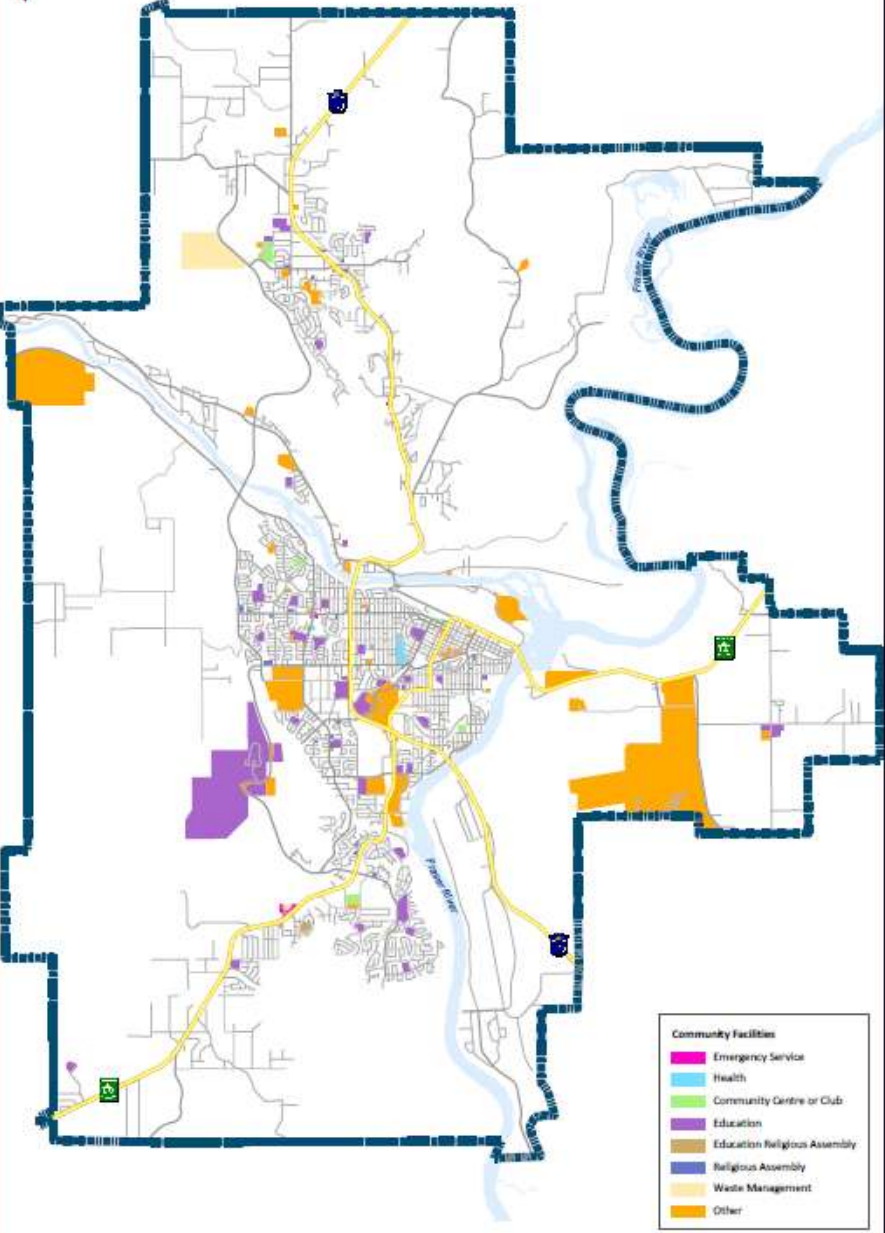 Fraser River
Fraser River
Community Facilities
Emergency Service
Health
Community Centre or Club
Education
Education Religious Assembly
Religious Assembly
Waste Management
Other